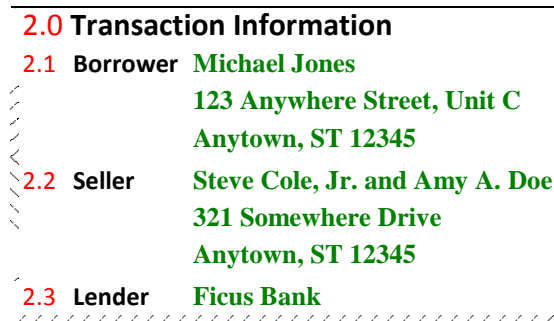 2.0 Transaction Information
2.1 Borrower Michael Jones
123 Anywhere Street, Unit C
Anytown, ST 12345
2.2 Seller Steve Cole, Jr. and Amy A. Doe
321 Somewhere Drive
Anytown, ST 12345
2.3 Lender Ficus Bank